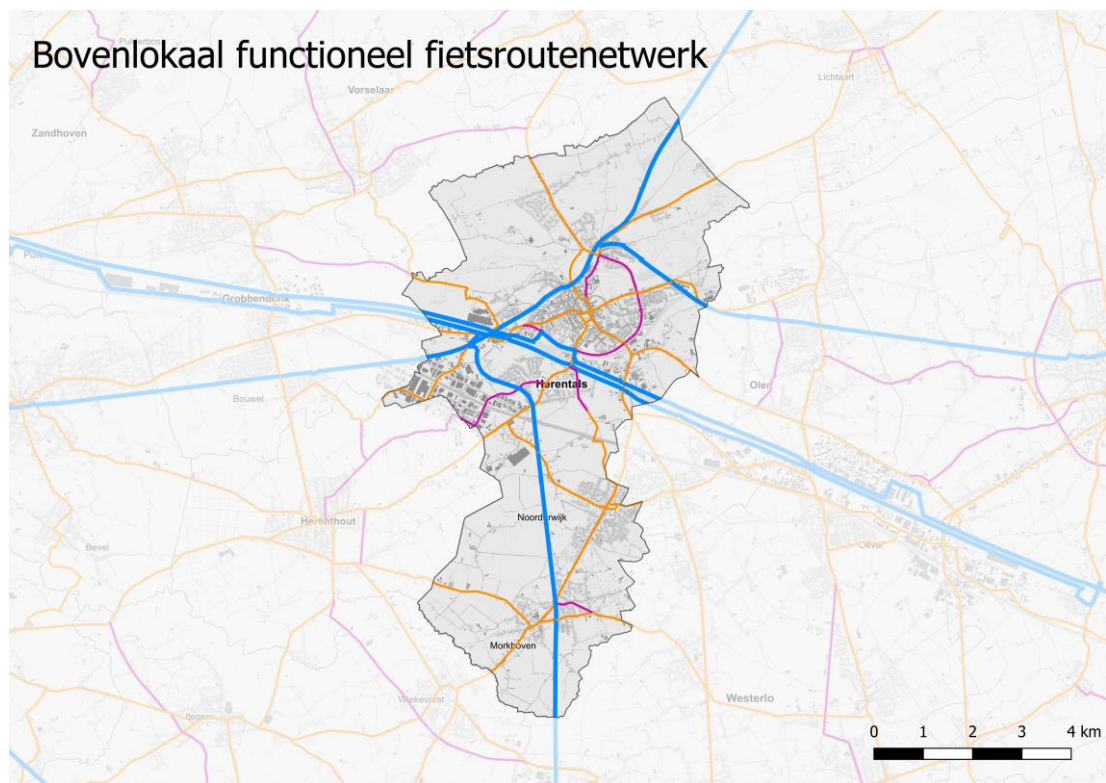 Bovenlokaal functioneel fietsroutenetwerk
Lichtaart
Vorselaar
Zandhoven
Grobbendonk
Bouwel
Herentals
Olen
Noorderwijk
Herenthout
Bevel
Oevel
Morkhoven
Wiekevorst
Westerlo
Itegem
0 1 2 3 4 km